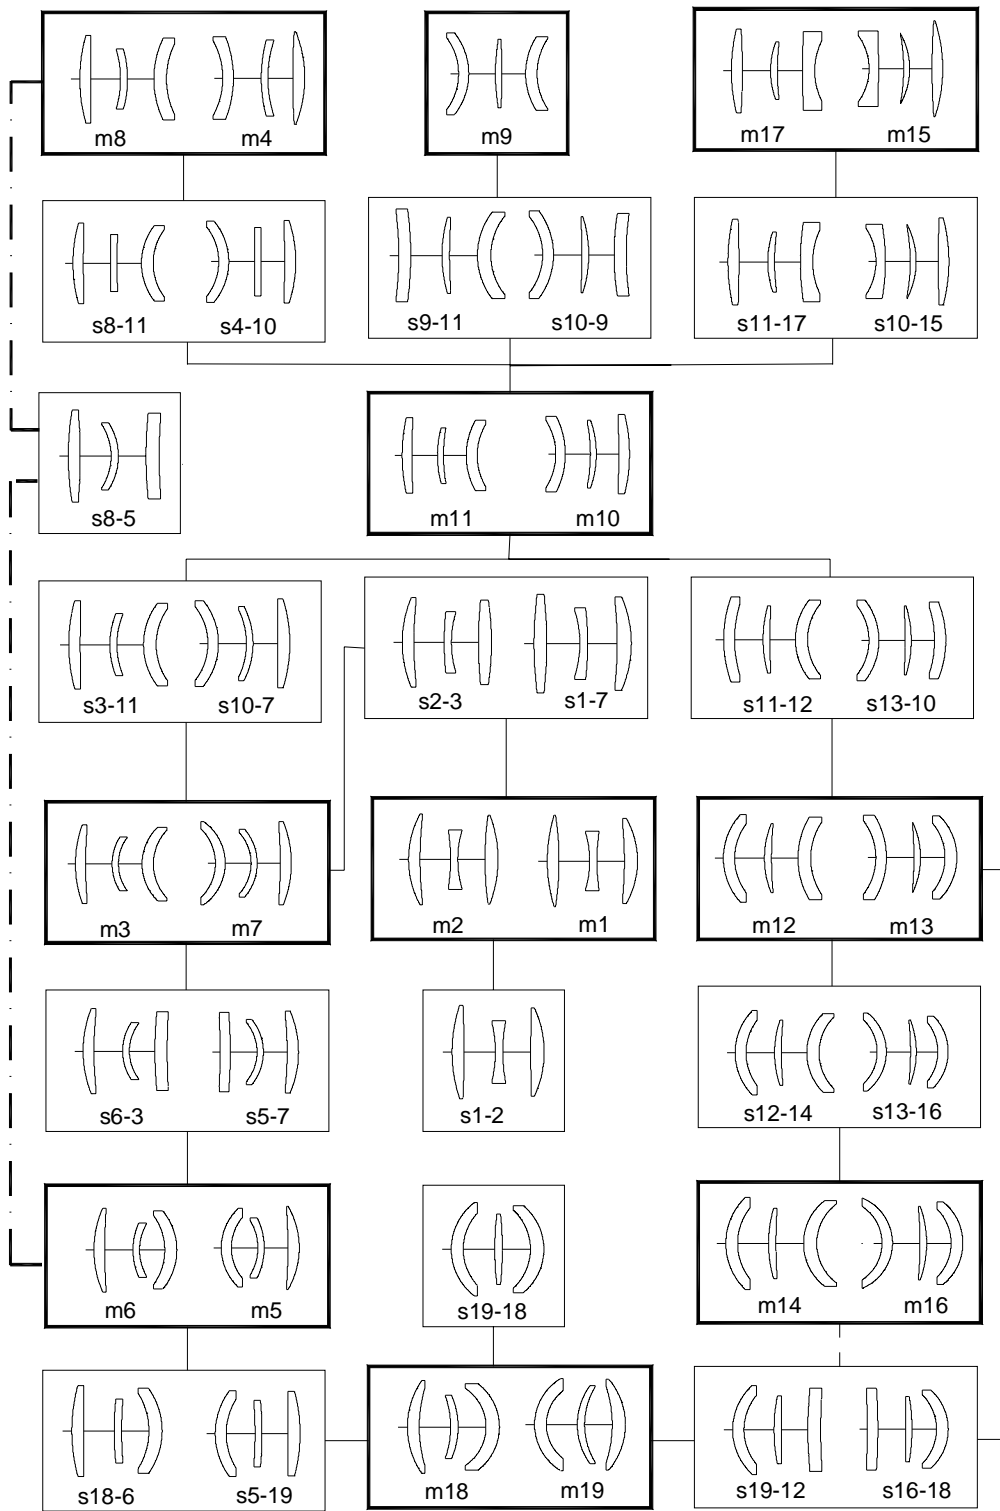 m8 m4
m9
m17 m15
s8-11 s4-10
s9-11 s10-9
s11-17 s10-15
s8-5
m11 m10
s3-11 s10-7
s2-3 s1-7
s11-12 s13-10
m3 m7
m2 m1
m12 m13
s6-3 s5-7
s1-2
s12-14 s13-16
m6 m5
s19-18
m14 m16
s18-6 s5-19
m18 m19
s19-12 s16-18